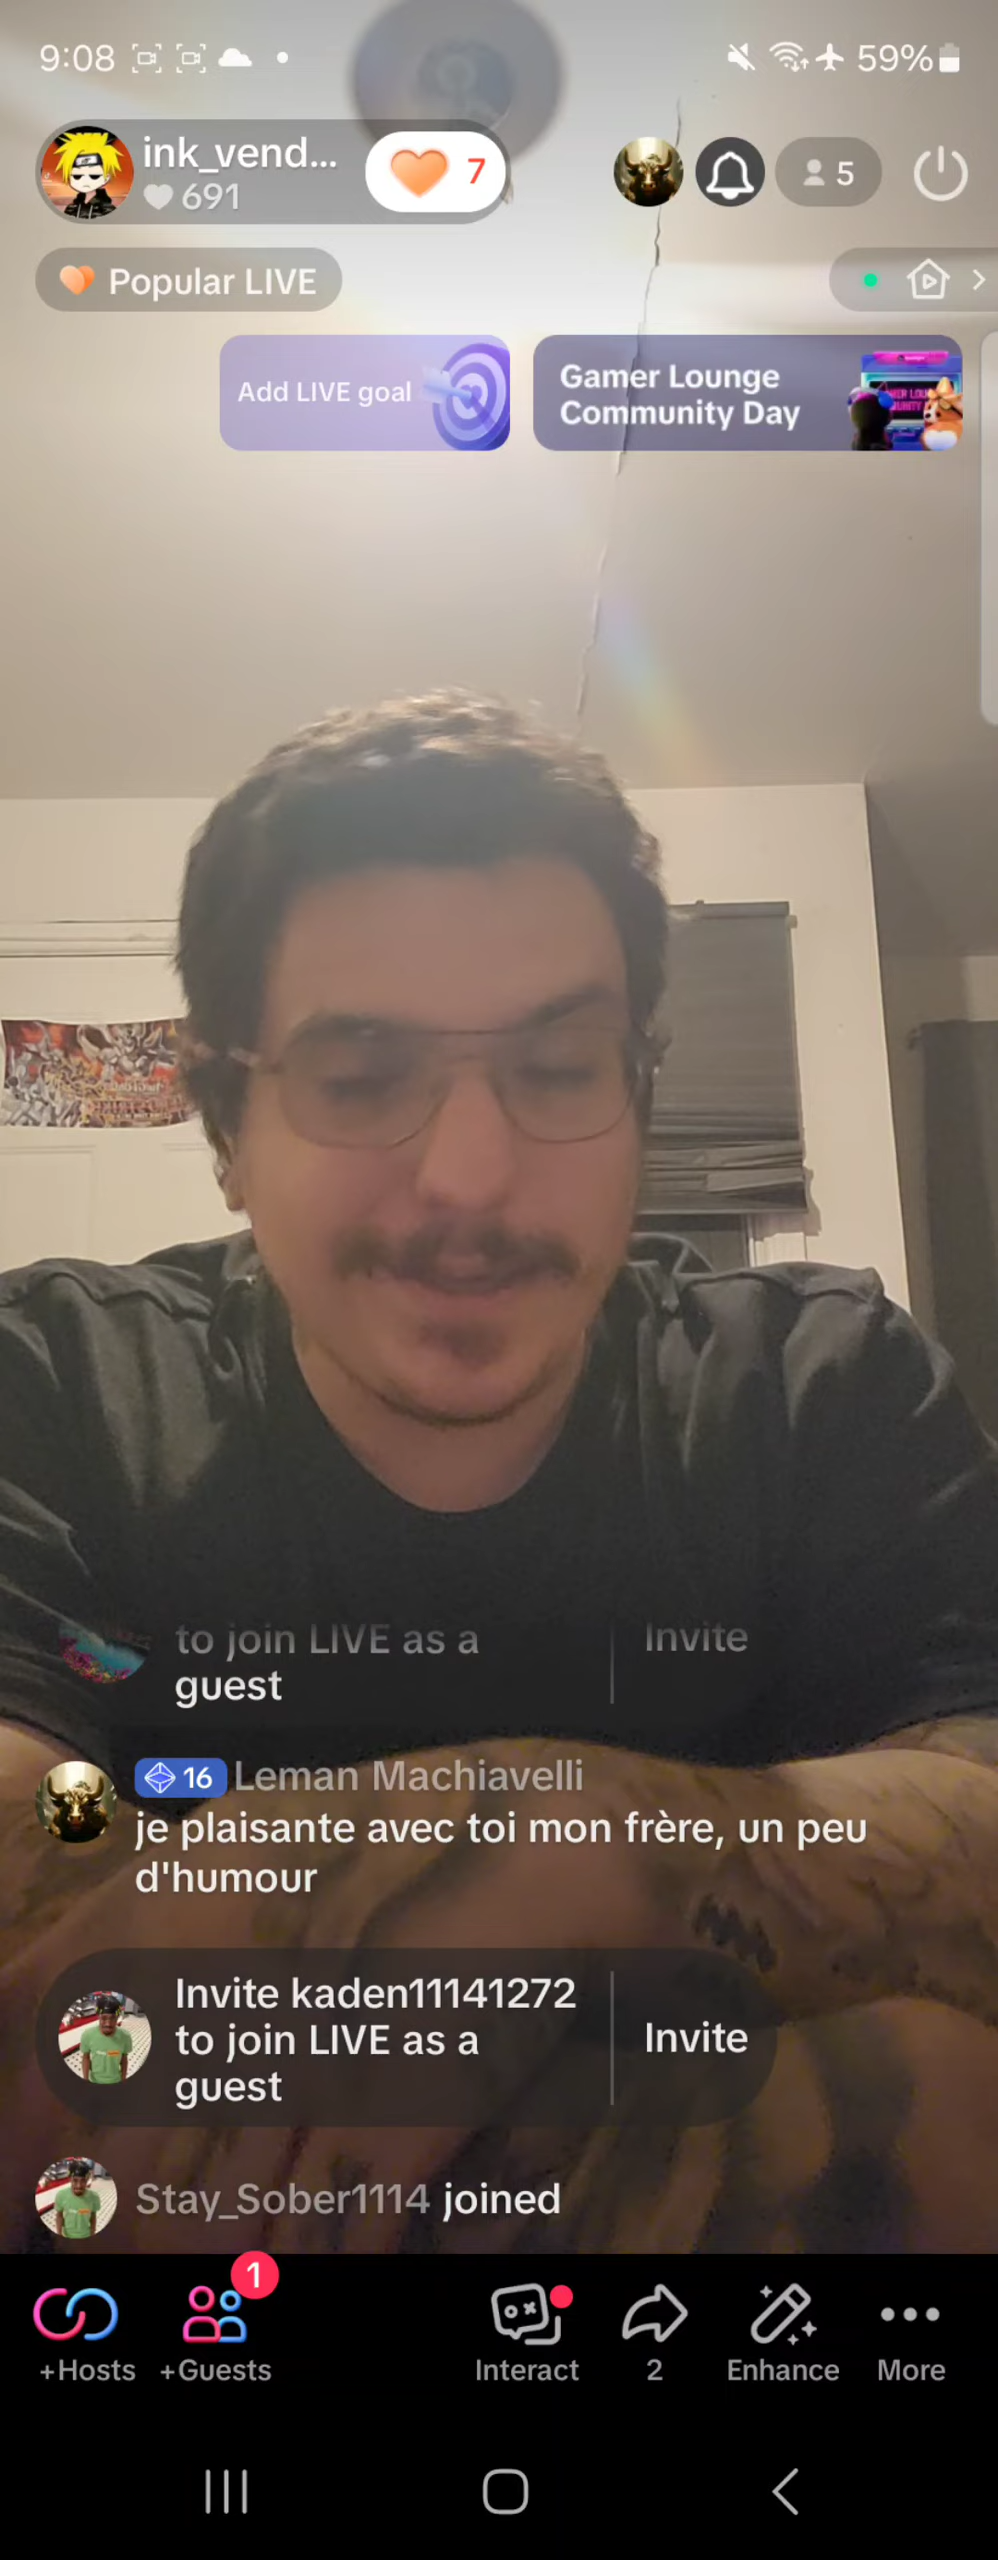 9:08
59%
ink_vend...
691
7
5
Popular LIVE
Add LIVE goal
Gamer Lounge
Community Day
to join LIVE as a
guest
Invite
16 Leman Machiavelli
je plaisante avec toi mon frère, un peu
d'humour
Invite kaden11141272
to join LIVE as a
guest
Invite
Stay_Sober1114 joined
1
+Hosts
+Guests
Interact
2
Enhance
More